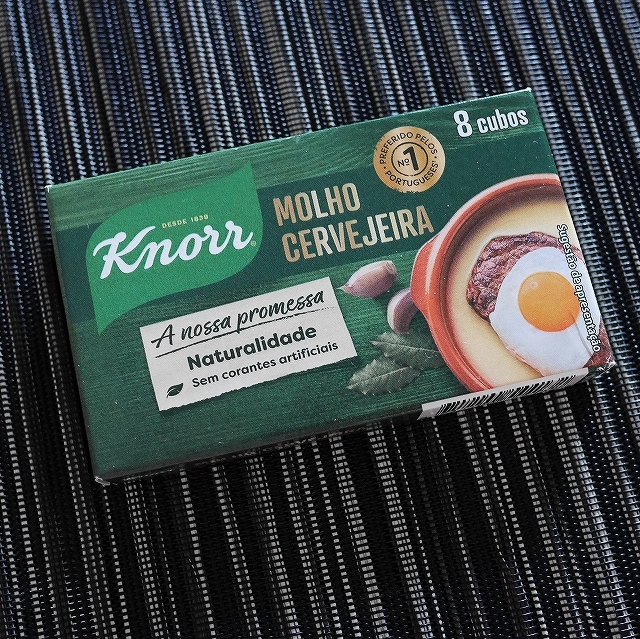 8 cubos
PREFERIDO PELOS
Nº1
PORTUGUESES
DESDE 1838
Knorr®
MOLHO
CERVEJEIRA
A nossa promessa
Naturalidade
Sem corantes artificiais
Sugestão de apresentação